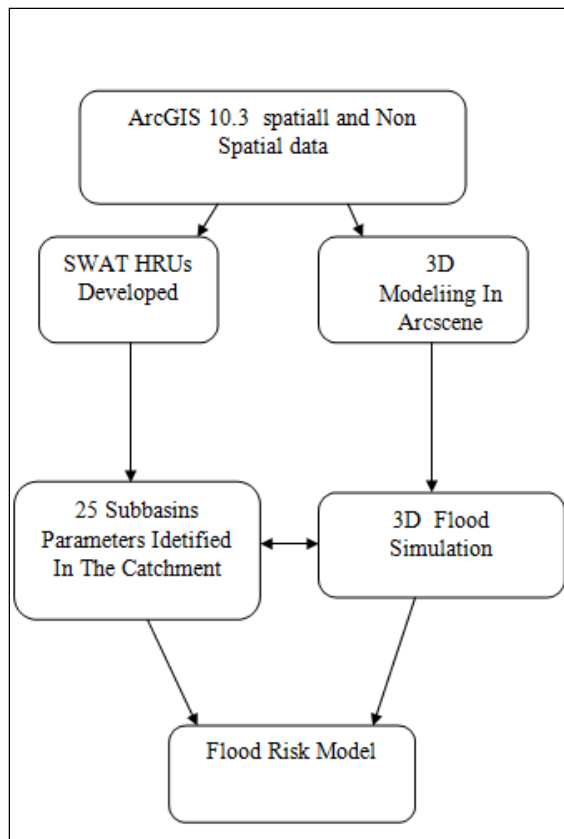 ArcGIS 10.3 spatiall and Non
Spatial data
SWAT HRUs
Developed
3D
Modeliing In
Arcscene
25 Subbasins
Parameters Idetified
In The Catchment
3D Flood
Simulation
Flood Risk Model